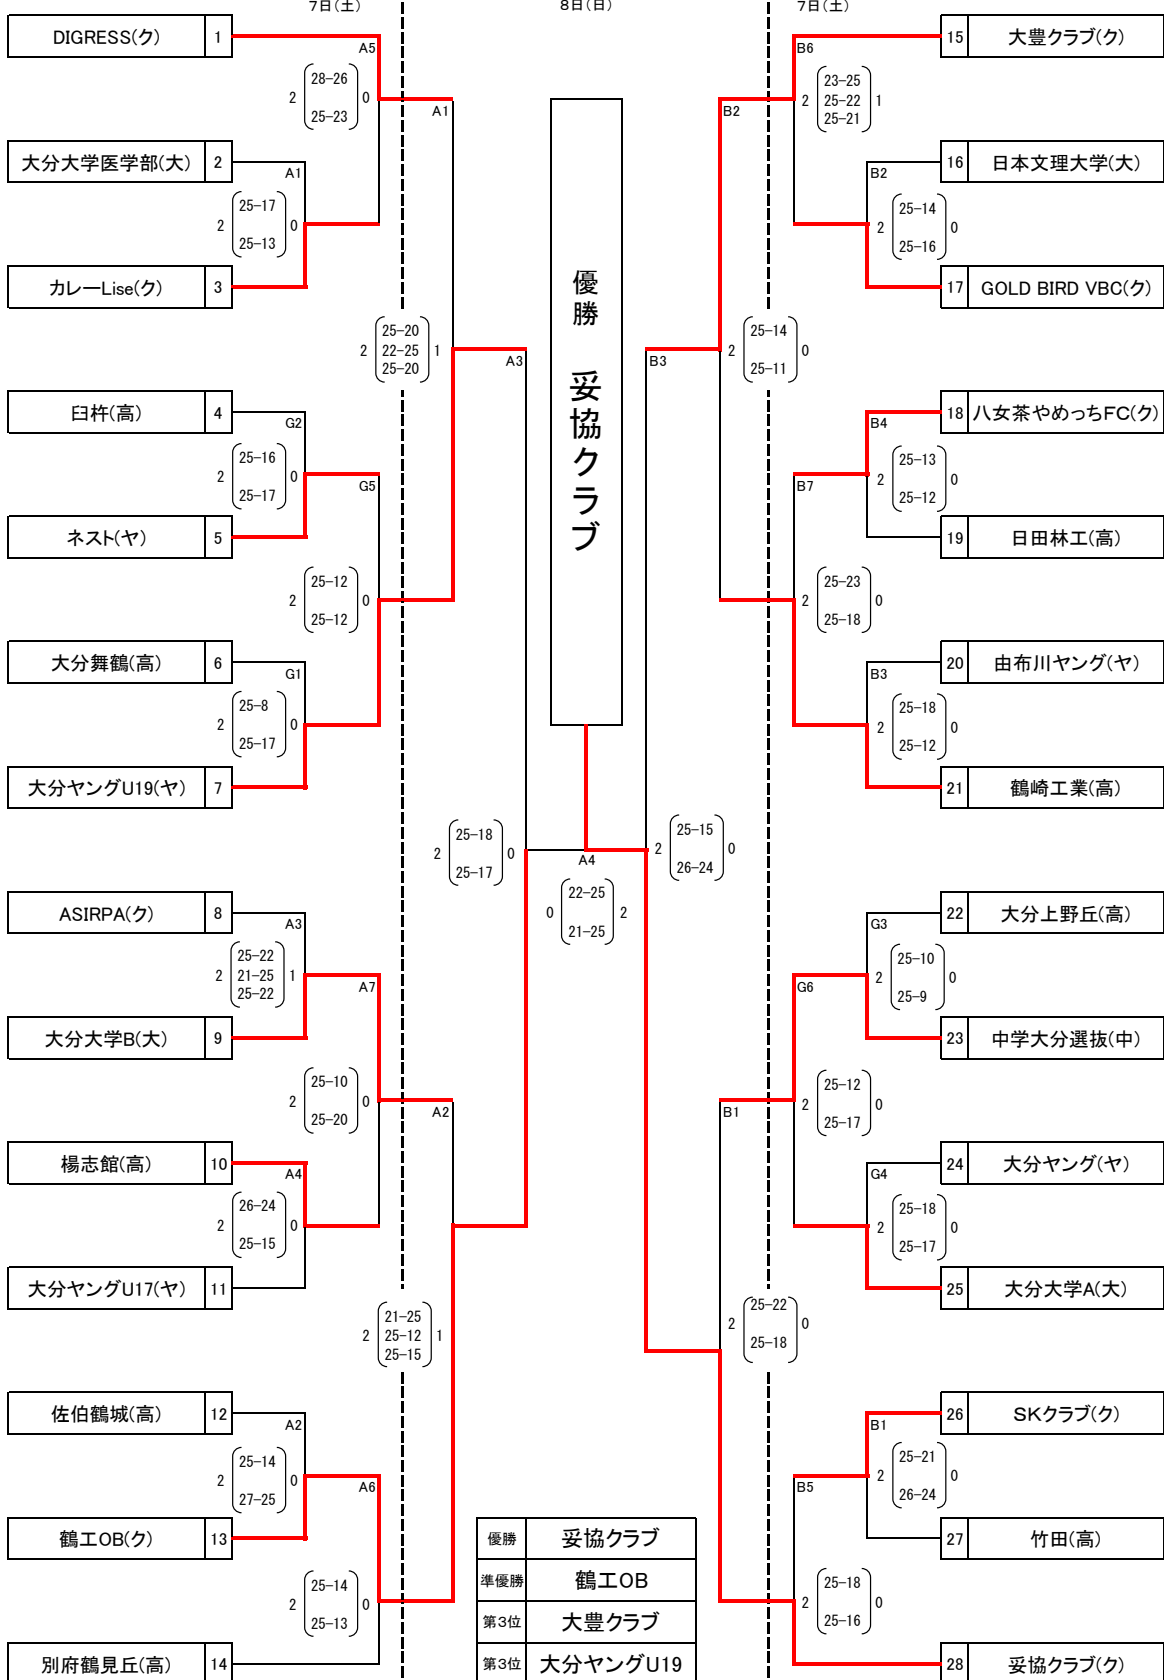 7日(土)
8日(日)
7日(土)
DIGRESS(ク) 1
A5
28-26
2 0
25-23
A1
大分大学医学部(大) 2
A1
25-17
2 0
25-13
カレーLise(ク) 3
25-20
2 22-25 1
25-20
A3
臼杵(高) 4
G2
25-16
2 0
25-17
G5
ネスト(ヤ) 5
25-12
2 0
25-12
大分舞鶴(高) 6
G1
25-8
2 0
25-17
大分ヤングU19(ヤ) 7
25-18
2 0
25-17
ASIRPA(ク) 8
A3
25-22
2 21-25 1
25-22
A7
大分大学B(大) 9
25-10
2 0
25-20
A2
楊志館(高) 10
A4
26-24
2 0
25-15
大分ヤングU17(ヤ) 11
21-25
2 25-12 1
25-15
佐伯鶴城(高) 12
A2
25-14
2 0
27-25
A6
鶴工OB(ク) 13
25-14
2 0
25-13
別府鶴見丘(高) 14
優勝 妥協クラブ
A4
22-25
0 2
21-25
15 大豊クラブ(ク)
B6
23-25
2 25-22 1
25-21
B2
16 日本文理大学(大)
B2
25-14
2 0
25-16
17 GOLD BIRD VBC(ク)
25-14
2 0
25-11
B3
18 八女茶やめっちFC(ク)
B4
25-13
2 0
25-12
B7
19 日田林工(高)
25-23
2 0
25-18
20 由布川ヤング(ヤ)
B3
25-18
2 0
25-12
21 鶴崎工業(高)
25-15
2 0
26-24
22 大分上野丘(高)
G3
25-10
2 0
25-9
G6
23 中学大分選抜(中)
25-12
2 0
25-17
B1
24 大分ヤング(ヤ)
G4
25-18
2 0
25-17
25 大分大学A(大)
25-22
2 0
25-18
26 SKクラブ(ク)
B1
25-21
2 0
26-24
B5
27 竹田(高)
25-18
2 0
25-16
28 妥協クラブ(ク)
優勝 妥協クラブ
準優勝 鶴工OB
第3位 大豊クラブ
第3位 大分ヤングU19